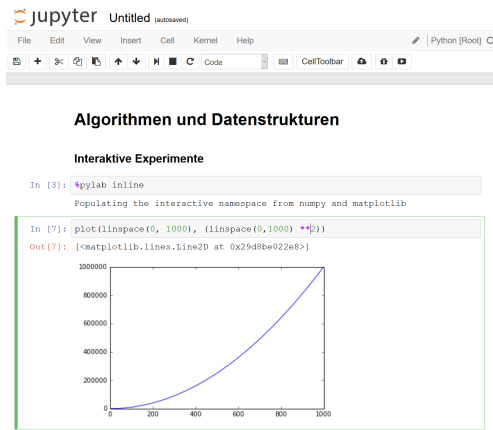 jupyter Untitled (autosaved)
File Edit View Insert Cell Kernel Help Python [Root]
Code CellToolbar
Algorithmen und Datenstrukturen
Interaktive Experimente
In [3]: %pylab inline
Populating the interactive namespace from numpy and matplotlib
In [7]: plot(linspace(0, 1000), (linspace(0,1000) **2))
Out[7]: [<matplotlib.lines.Line2D at 0x29d8be022e8>]
1000000
800000
600000
400000
200000
0
0 200 400 600 800 1000